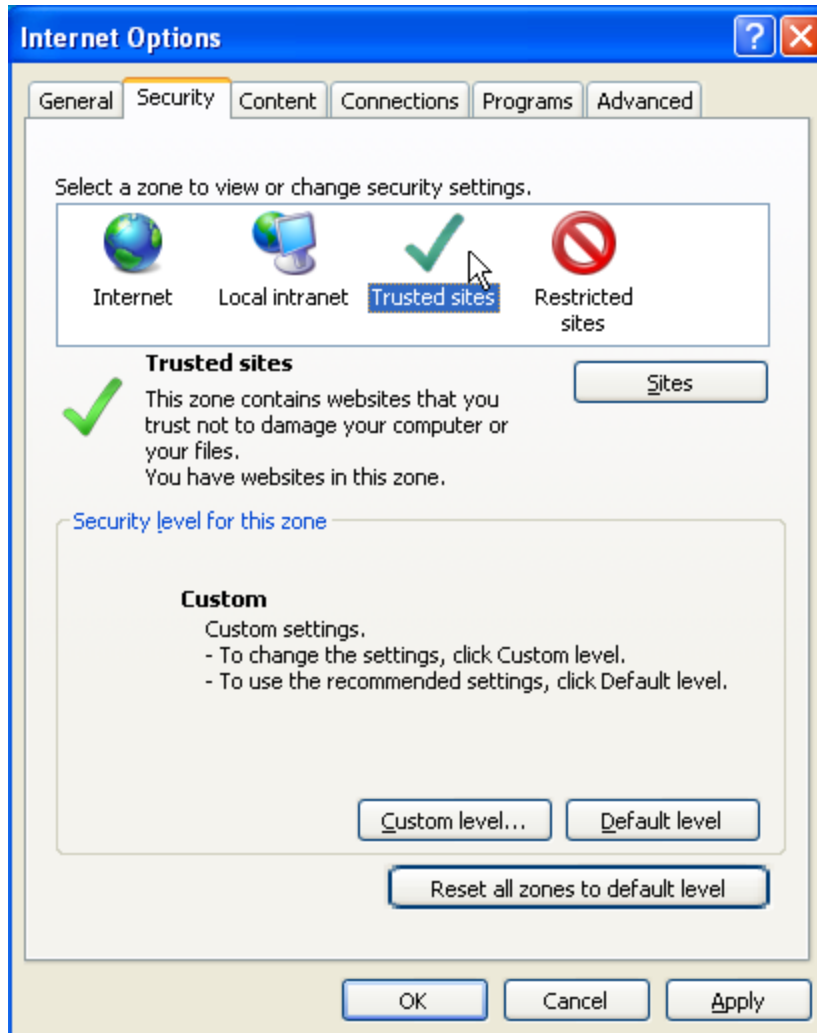 Internet Options
General Security Content Connections Programs Advanced
Select a zone to view or change security settings.
Internet Local intranet Trusted sites Restricted
sites
Trusted sites
Sites
This zone contains websites that you
trust not to damage your computer or
your files.
You have websites in this zone.
Security level for this zone
Custom
Custom settings.
- To change the settings, click Custom level.
- To use the recommended settings, click Default level.
Custom level... Default level
Reset all zones to default level
OK Cancel Apply